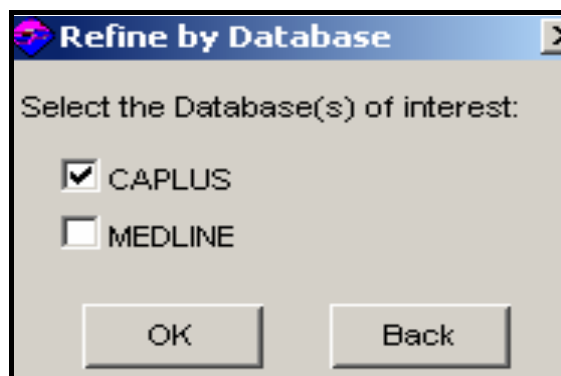 Refine by Database
Select the Database(s) of interest:
CAPLUS
MEDLINE
OK Back